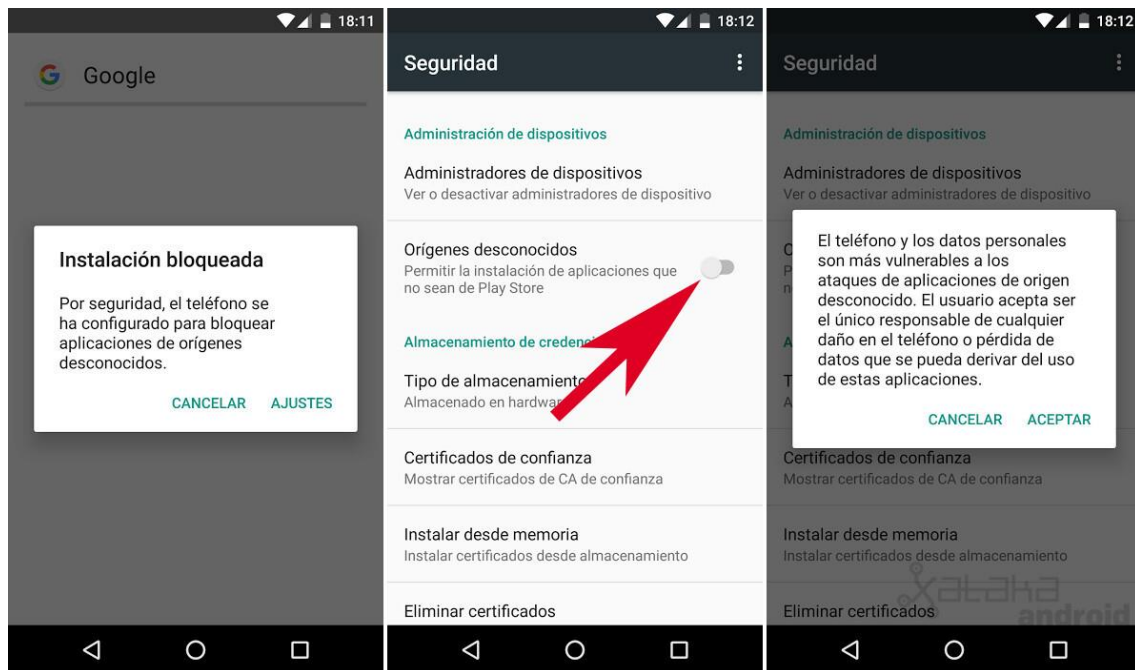 18:11
Google
Instalación bloqueada
Por seguridad, el teléfono se
ha configurado para bloquear
aplicaciones de orígenes
desconocidos.
CANCELAR AJUSTES
18:12
Seguridad
Administración de dispositivos
Administradores de dispositivos
Ver o desactivar administradores de dispositivo
Orígenes desconocidos
Permitir la instalación de aplicaciones que
no sean de Play Store
Almacenamiento de
Tipo de almacenamiento
Almacenado en
Certificados de confianza
Mostrar certificados de CA de confianza
Instalar desde memoria
Instalar certificados desde almacenamiento
Eliminar certificados
18:12
Seguridad
Administración de dispositivos
Administradores de dispositivos
Ver o desactivar administradores de dispositivo
El teléfono y los datos personales
son más vulnerables a los
ataques de aplicaciones de origen
desconocido. El usuario acepta ser
el único responsable de cualquier
daño en el teléfono o pérdida de
datos que se pueda derivar del uso
de estas aplicaciones.
CANCELAR ACEPTAR
Certificados de confianza
Mostrar certificados de CA de confianza
Instalar desde memoria
Instalar certificados desde almacenamiento
Eliminar certificados
xataka
android